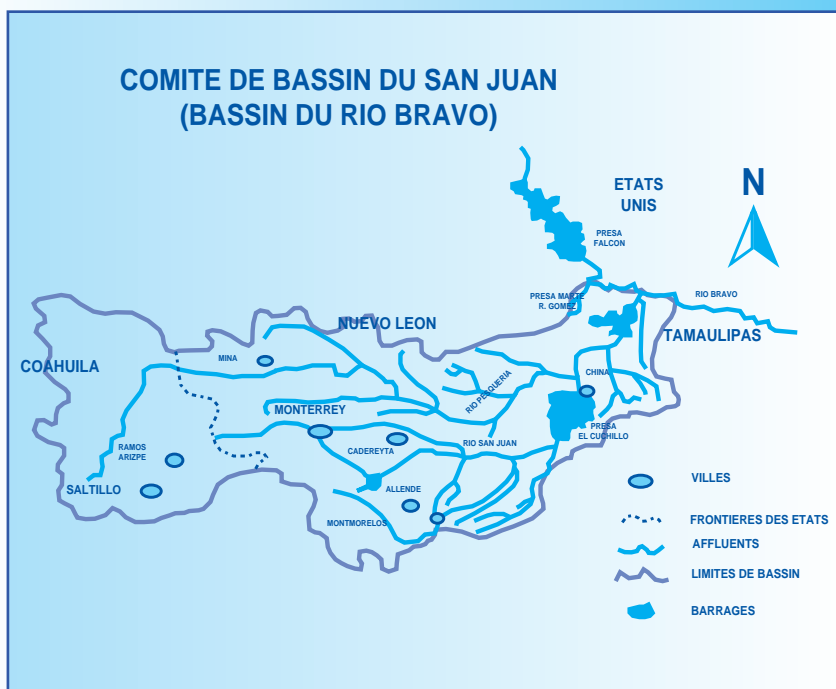 COMITE DE BASSIN DU SAN JUAN
(BASSIN DU RIO BRAVO)
ETATS
UNIS
N
PRESA
FALCON
PRESA MARTE
R. GOMEZ
RIO BRAVO
NUEVO LEON
TAMAULIPAS
COAHUILA
MINA
CHINA
RIO PESQUERIA
MONTERREY
PRESA
EL CUCHILLO
RAMOS
ARIZPE
CADEREYTA
RIO SAN JUAN
SALTILLO
ALLENDE
MONTMORELOS
VILLES
FRONTIERES DES ETATS
AFFLUENTS
LIMITES DE BASSIN
BARRAGES